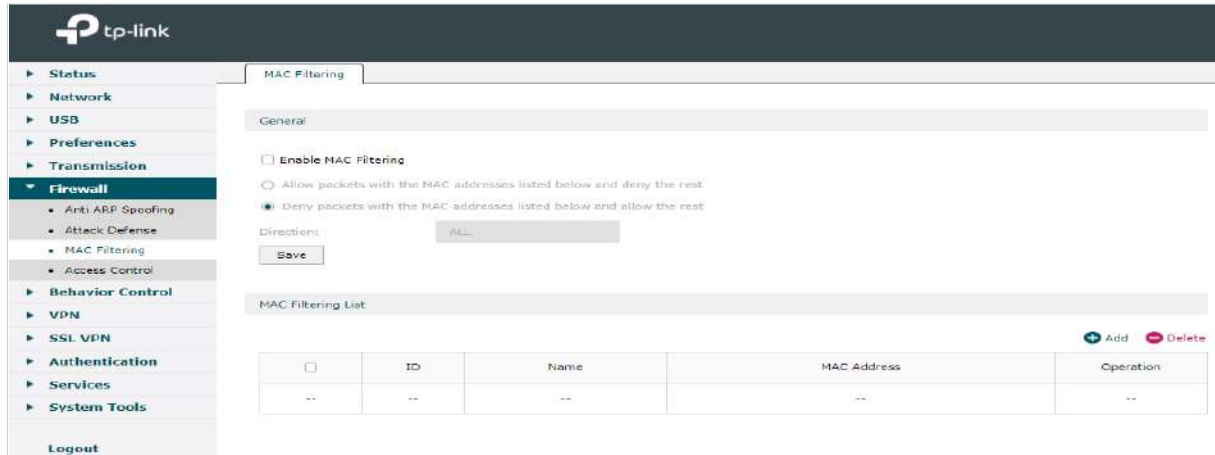 tp-link
Status
Network
USB
Preferences
Transmission
Firewall
Anti ARP Spoofing
Attack Defense
MAC Filtering
Access Control
Behavior Control
VPN
SSL VPN
Authentication
Services
System Tools
Logout
MAC Filtering
General
Enable MAC Filtering
Allow packets with the MAC addresses listed below and deny the rest
Deny packets with the MAC addresses listed below and allow the rest
Direction: ALL
Save
MAC Filtering List
Add Delete
ID Name MAC Address Operation
-- -- -- -- --